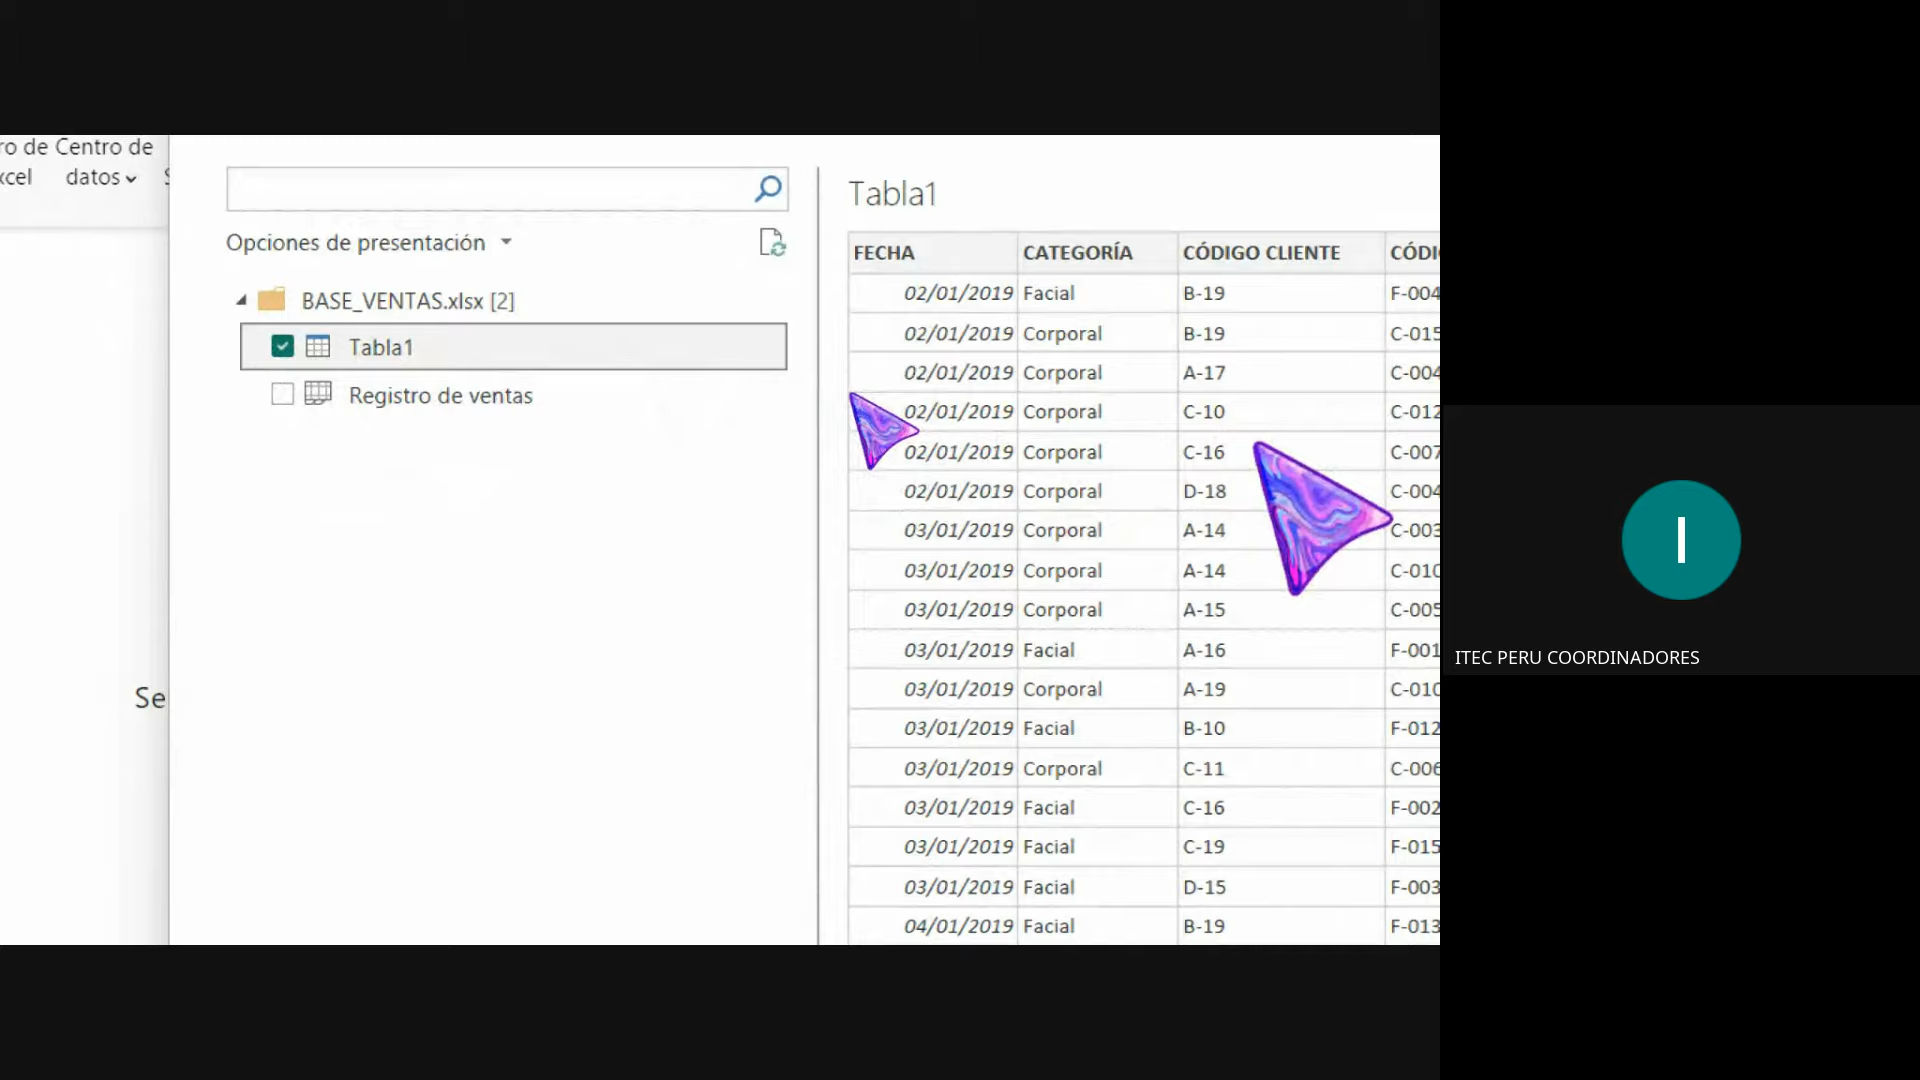 ro de Centro de
xcel datos
Opciones de presentación
BASE_VENTAS.xlsx [2]
Tabla1
Registro de ventas
Se
Tabla1
FECHA CATEGORÍA CÓDIGO CLIENTE CÓDI
02/01/2019 Facial B-19 F-004
02/01/2019 Corporal B-19 C-015
02/01/2019 Corporal A-17 C-004
02/01/2019 Corporal C-10 C-012
02/01/2019 Corporal C-16 C-007
02/01/2019 Corporal D-18 C-004
03/01/2019 Corporal A-14 C-003
03/01/2019 Corporal A-14 C-010
03/01/2019 Corporal A-15 C-005
03/01/2019 Facial A-16 F-001
03/01/2019 Corporal A-19 C-010
03/01/2019 Facial B-10 F-012
03/01/2019 Corporal C-11 C-006
03/01/2019 Facial C-16 F-002
03/01/2019 Facial C-19 F-015
03/01/2019 Facial D-15 F-003
04/01/2019 Facial B-19 F-013
I
ITEC PERU COORDINADORES